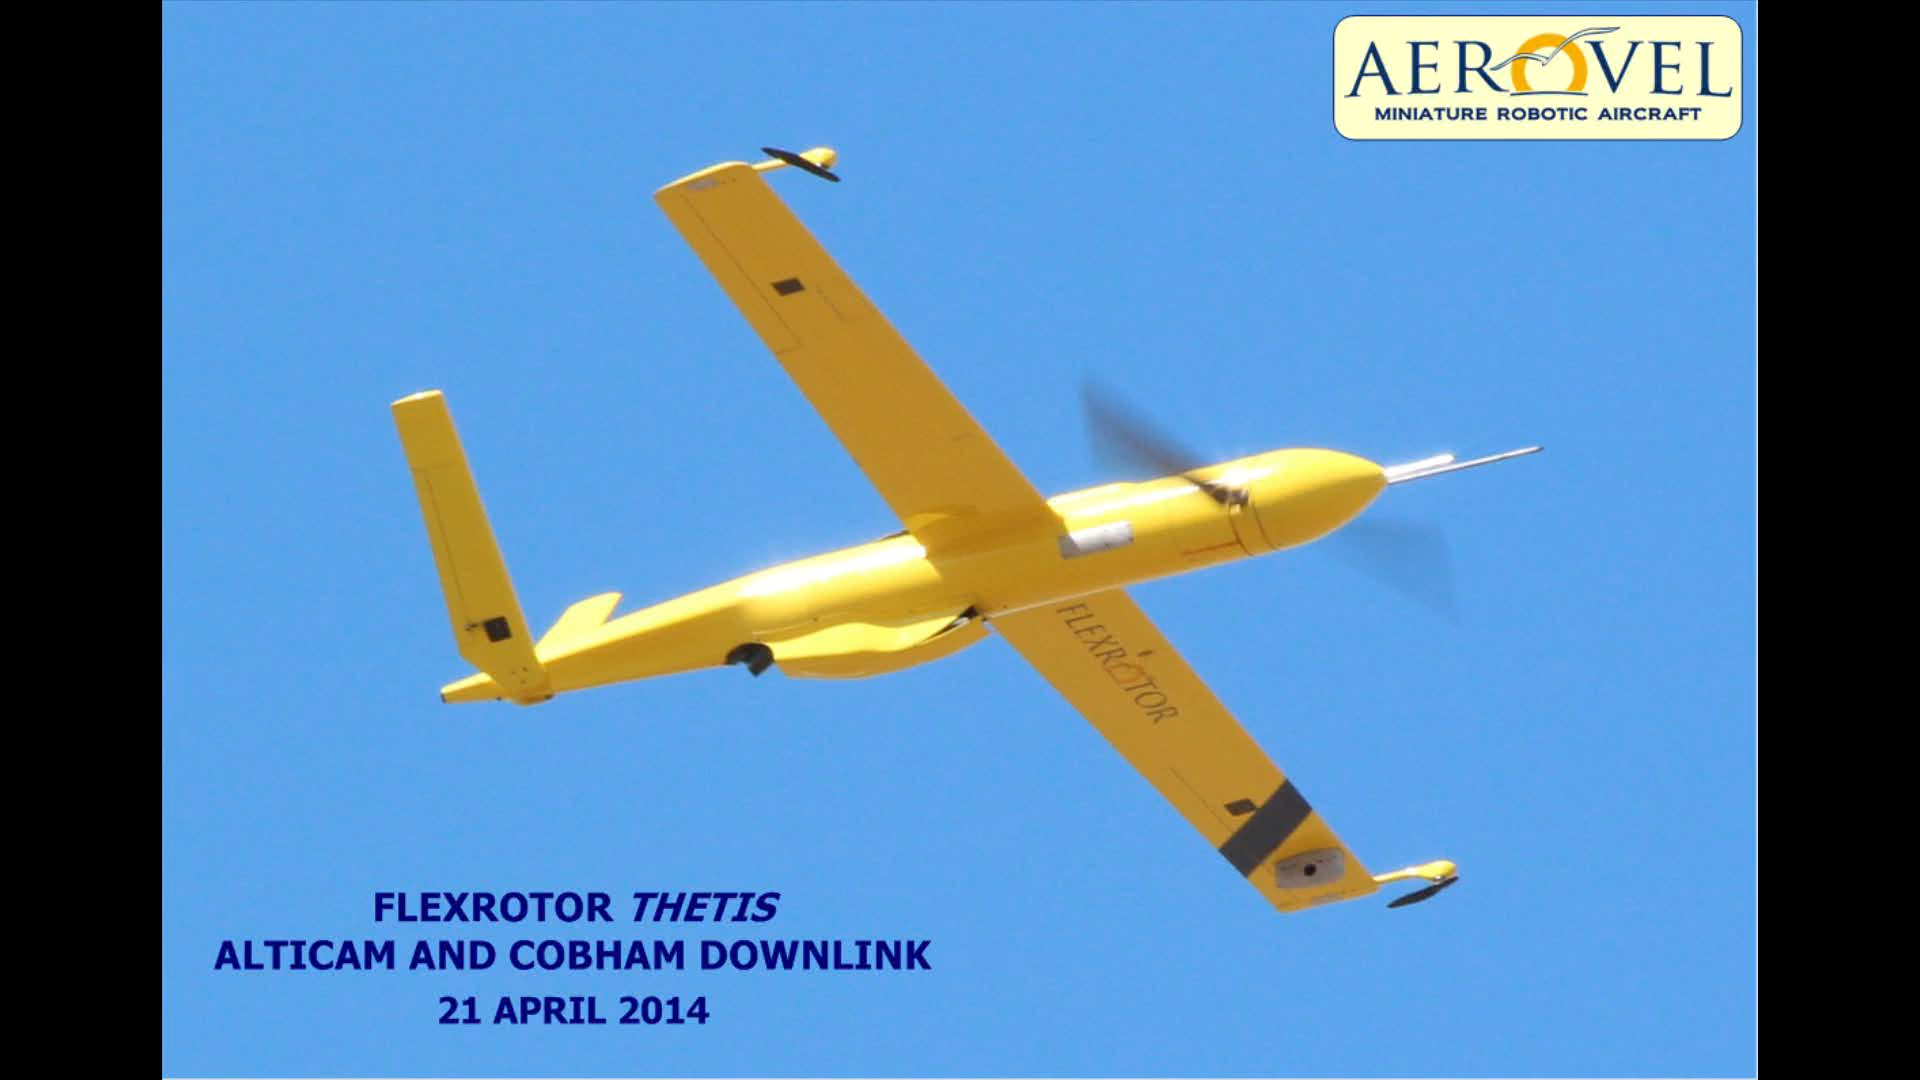 AEROVEL
MINIATURE ROBOTIC AIRCRAFT
FLEXROTOR
FLEXROTOR THETIS
ALTICAM AND COBHAM DOWNLINK
21 APRIL 2014